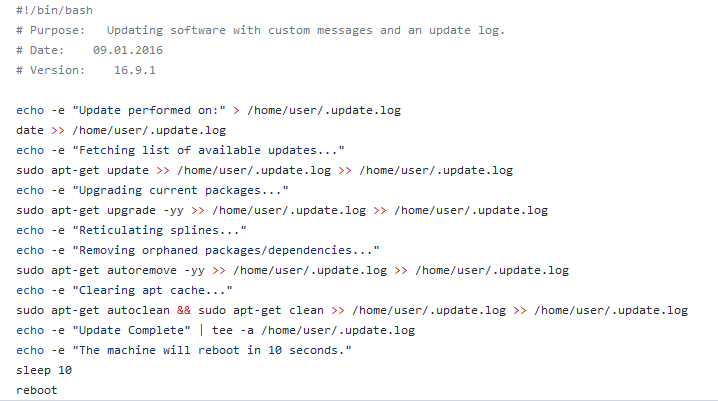 #!/bin/bash
# Purpose:   Updating software with custom messages and an update log.
# Date:    09.01.2016
# Version:    16.9.1
echo -e "Update performed on:" > /home/user/.update.log
date >> /home/user/.update.log
echo -e "Fetching list of available updates..."
sudo apt-get update >> /home/user/.update.log >> /home/user/.update.log
echo -e "Upgrading current packages..."
sudo apt-get upgrade -yy >> /home/user/.update.log >> /home/user/.update.log
echo -e "Reticulating splines..."
echo -e "Removing orphaned packages/dependencies..."
sudo apt-get autoremove -yy >> /home/user/.update.log >> /home/user/.update.log
echo -e "Clearing apt cache..."
sudo apt-get autoclean && sudo apt-get clean >> /home/user/.update.log >> /home/user/.update.log
echo -e "Update Complete" | tee -a /home/user/.update.log
echo -e "The machine will reboot in 10 seconds."
sleep 10
reboot